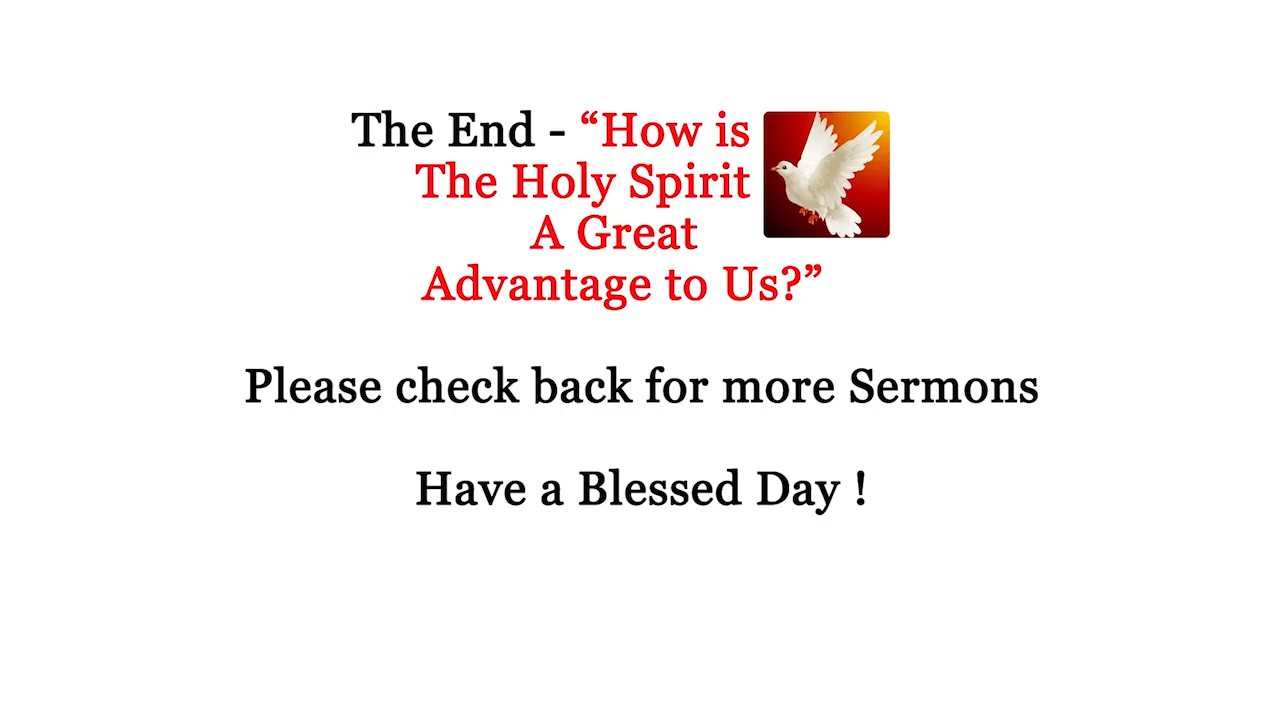 The End - “How is
The Holy Spirit
A Great
Advantage to Us?”
Please check back for more Sermons
Have a Blessed Day !